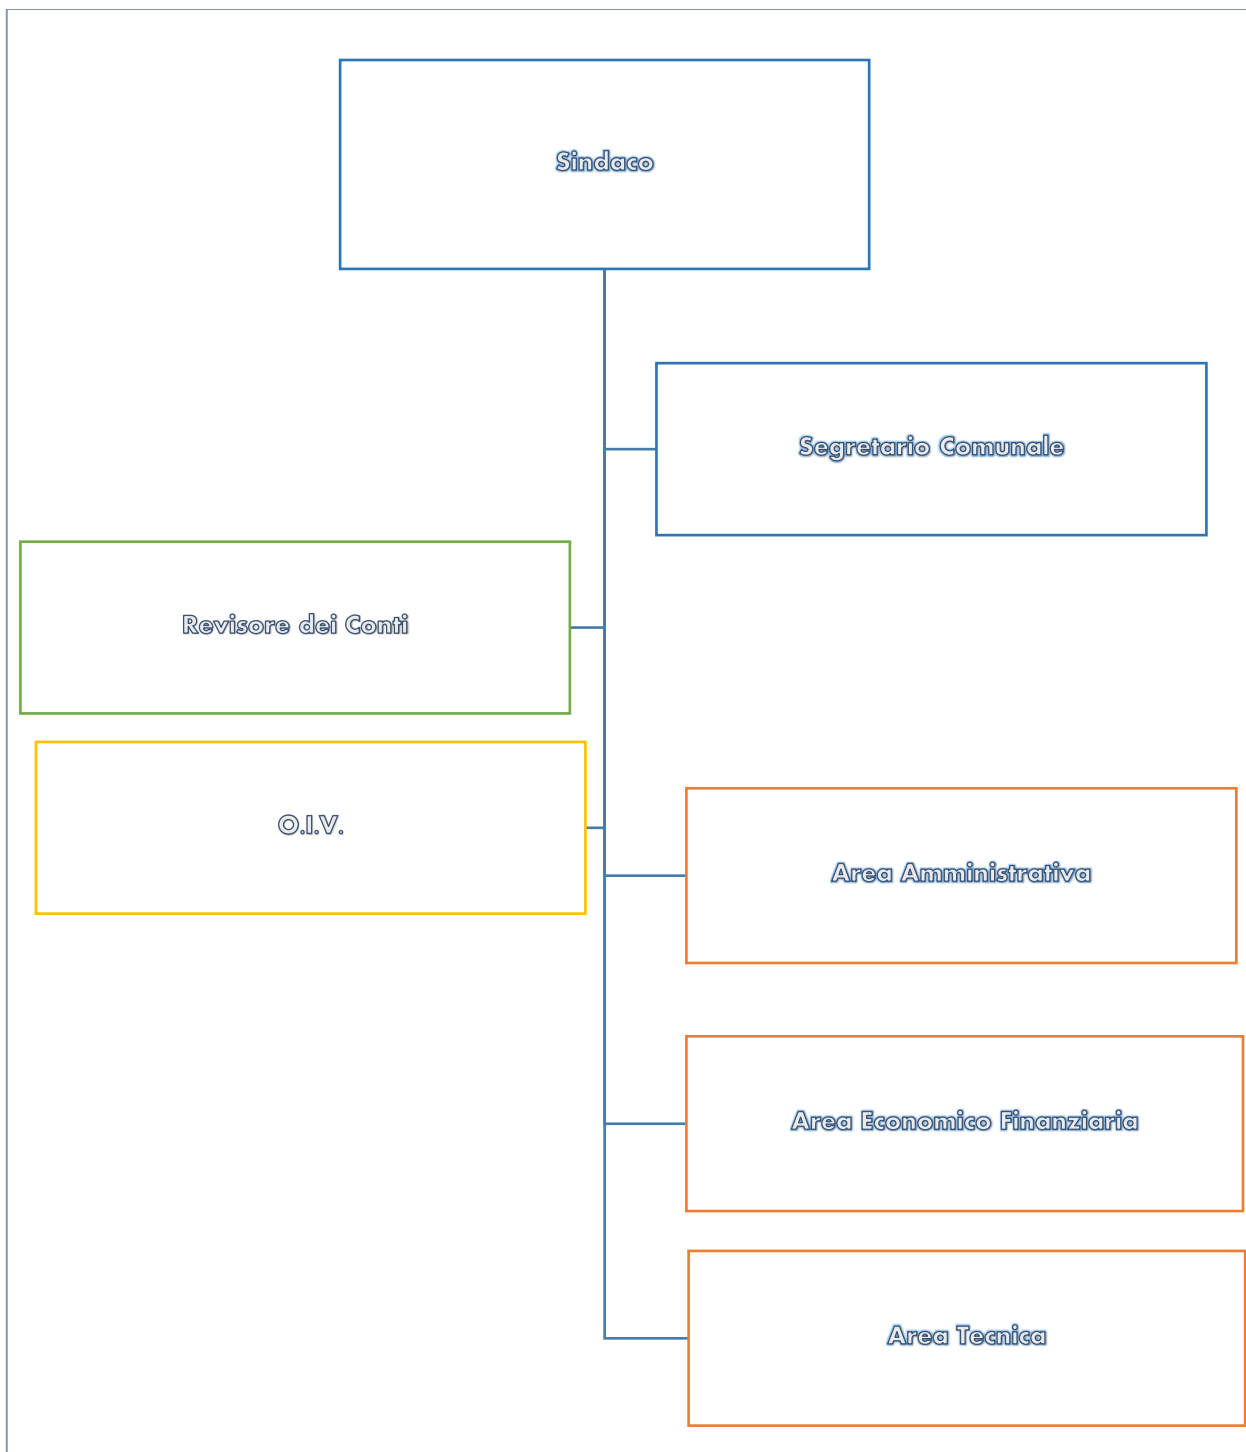 Sindaco
Segretario Comunale
Revisore dei Conti
O.I.V.
Area Amministrativa
Area Economico Finanziaria
Area Tecnica